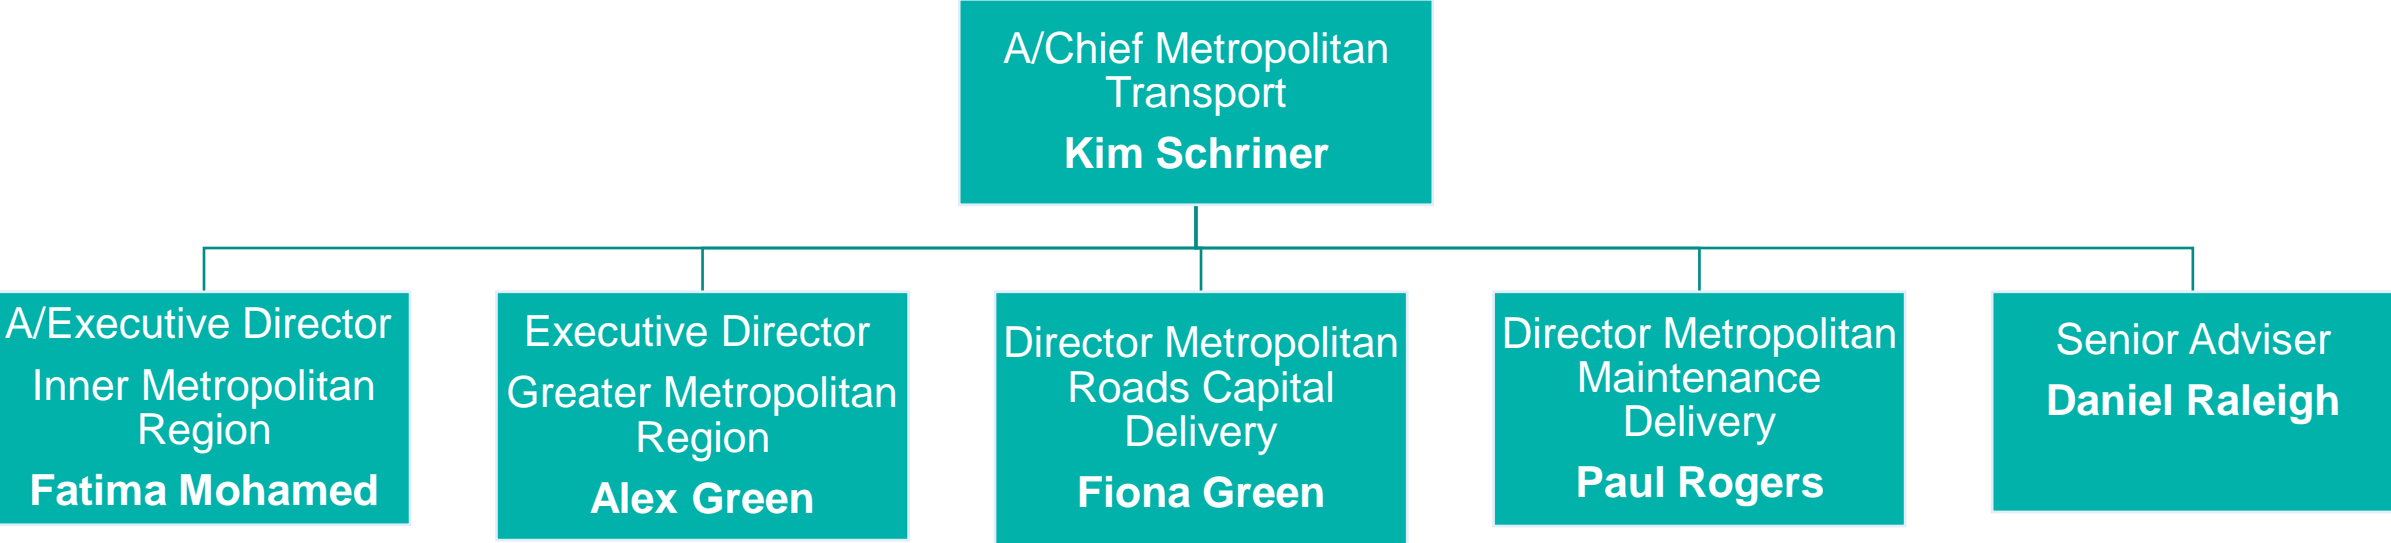 A/Chief Metropolitan
Transport
Kim Schriner
A/Executive Director
Inner Metropolitan
Region
Fatima Mohamed
Executive Director
Greater Metropolitan
Region
Alex Green
Director Metropolitan
Roads Capital
Delivery
Fiona Green
Director Metropolitan
Maintenance
Delivery
Paul Rogers
Senior Adviser
Daniel Raleigh